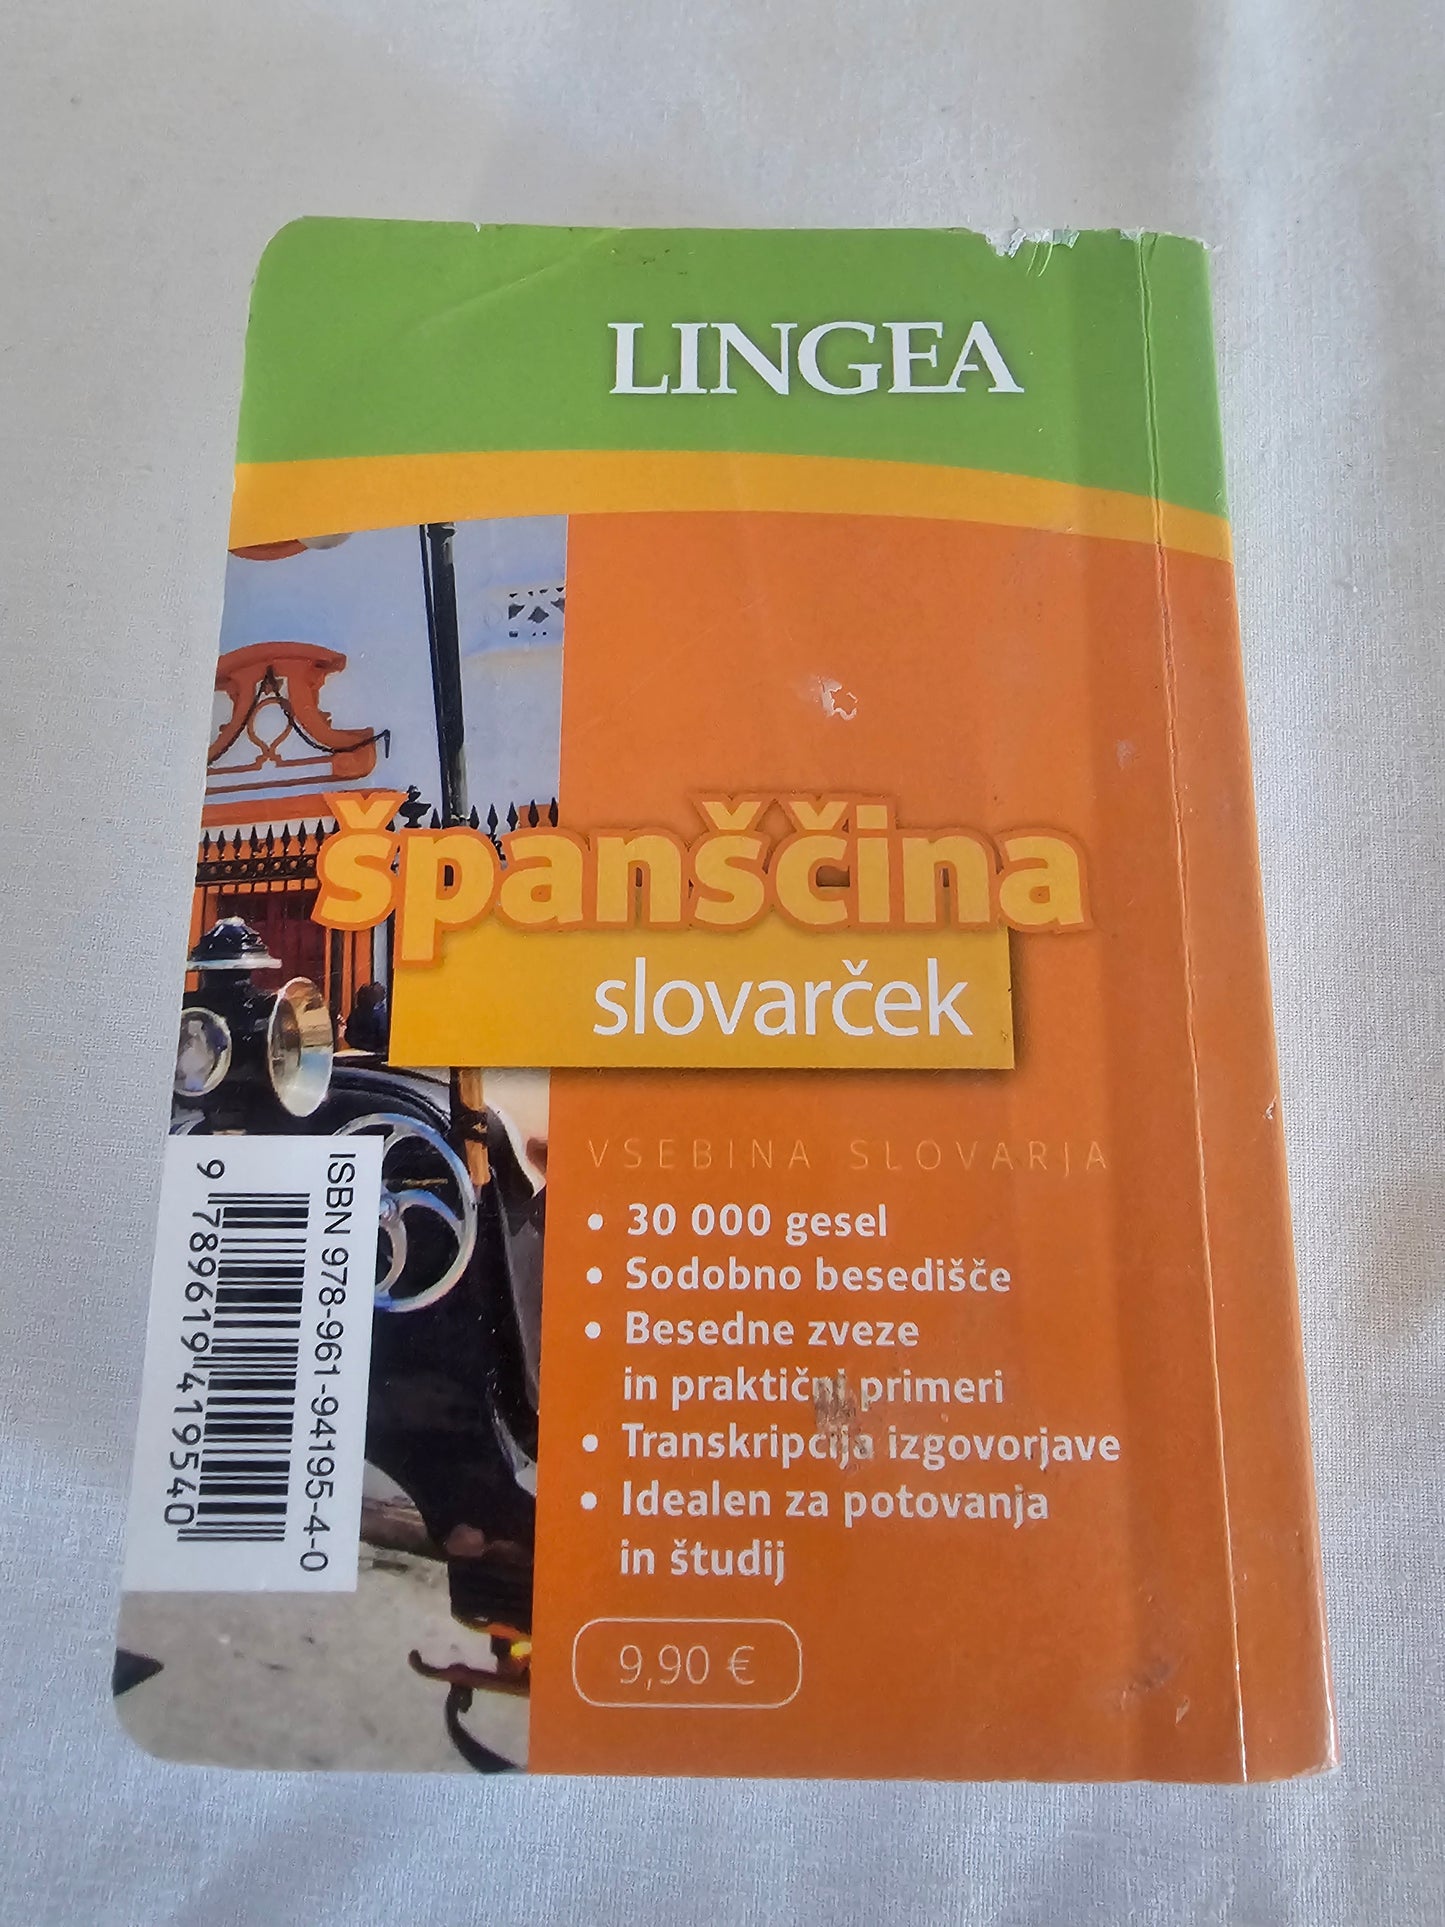 LINGEA
španščina
slovarček
VSEBINA SLOVARJA
• 30 000 gesel
• Sodobno besedišče
• Besedne zveze
in praktični primeri
• Transkripcija izgovorjave
• Idealen za potovanja
in študij
9,90 €
ISBN 978-961-94195-4-0
9 789619 419540